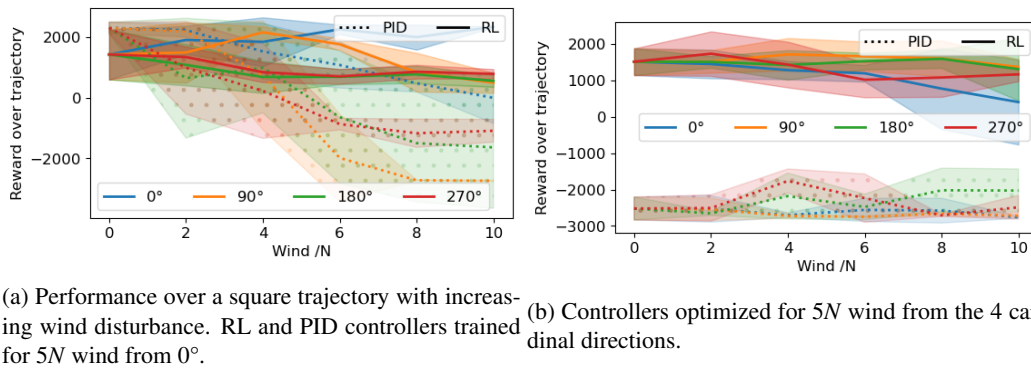 PID RL
Reward over trajectory
2000
0
−2000
0° 90° 180° 270°
0 2 4 6 8 10
Wind /N
PID RL
Reward over trajectory
2000
1000
0
−1000
−2000
−3000
0° 90° 180° 270°
0 2 4 6 8 10
Wind /N
(a) Performance over a square trajectory with increas-
ing wind disturbance. RL and PID controllers trained
for 5N wind from 0°.
(b) Controllers optimized for 5N wind from the 4 car
dinal directions.